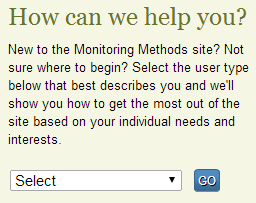 How can we help you?
New to the Monitoring Methods site? Not
sure where to begin? Select the user type
below that best describes you and we'll
show you how to get the most out of the
site based on your individual needs and
interests.
Select GO